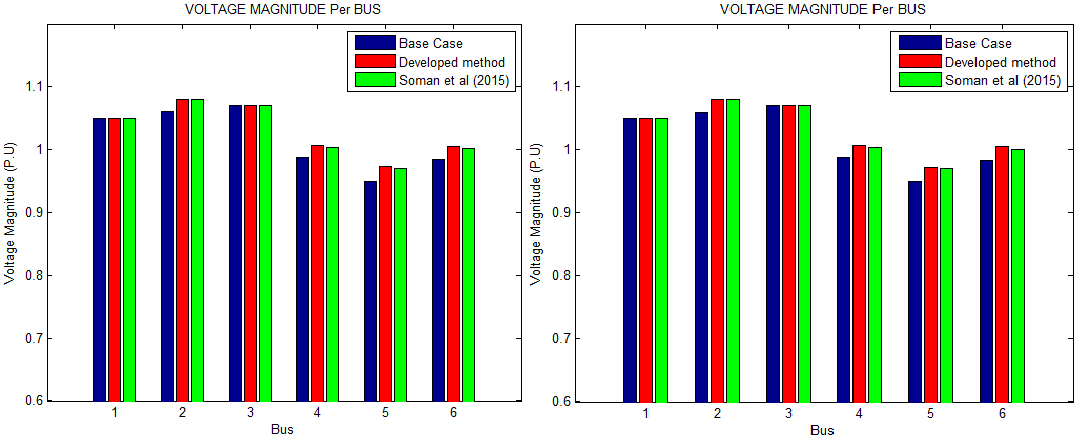 VOLTAGE MAGNITUDE Per BUS
Base Case
Developed method
Soman et al (2015)
1.1
1
0.9
0.8
0.7
0.6
Voltage Magnitude (P.U)
1 2 3 4 5 6
Bus
VOLTAGE MAGNITUDE Per BUS
Base Case
Developed method
Soman et al (2015)
1.1
1
0.9
0.8
0.7
0.6
Voltage Magnitude (P.U)
1 2 3 4 5 6
Bus